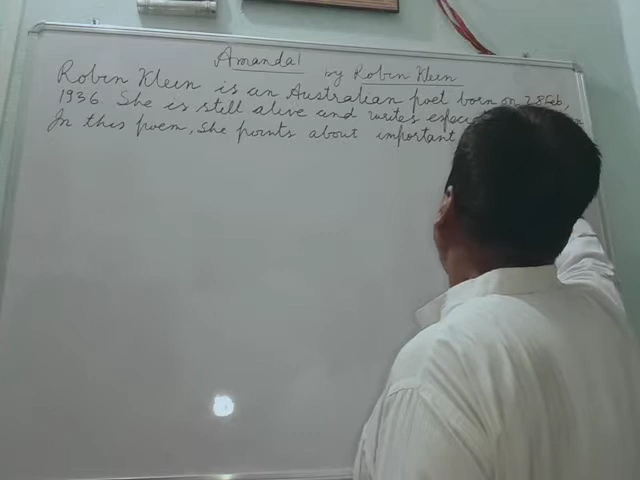 Amanda!
by Robin Klein
Robin Klein is an Australian poet born on 28 Feb,
1936. She is still alive and writes
In this poem, she points about important